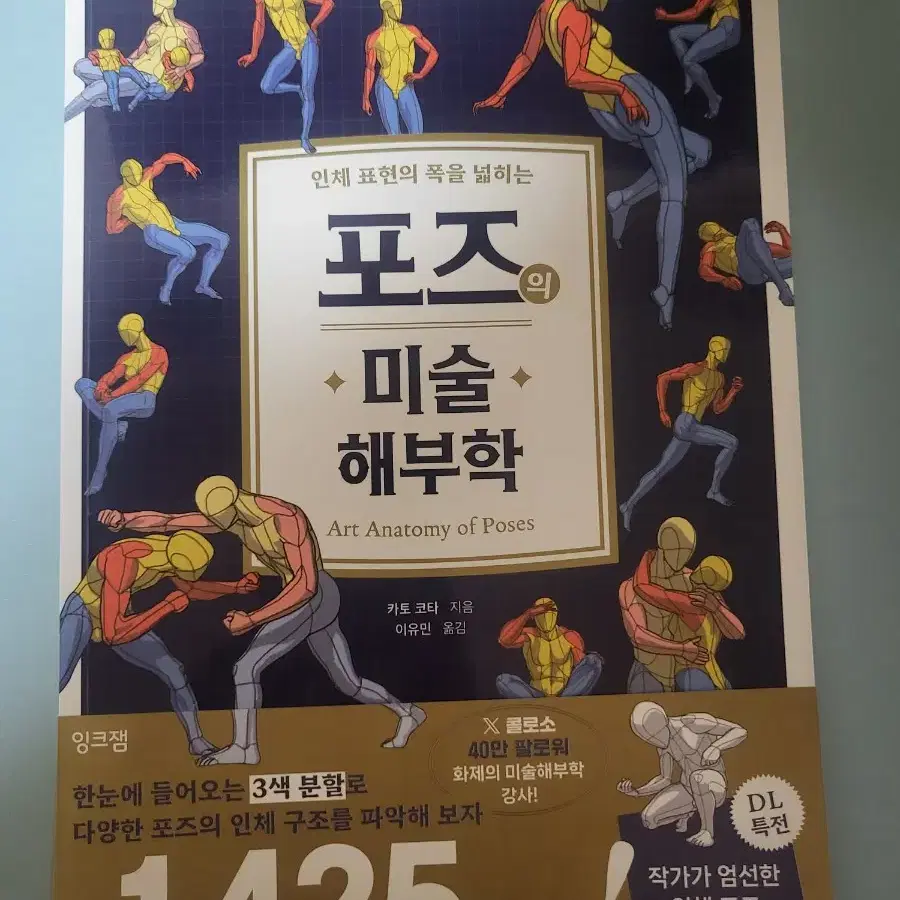 인체 표현의 폭을 넓히는
포즈의
미술
해부학
Art Anatomy of Poses
카토 코타 지음
이유민 옮김
잉크잼
한눈에 들어오는 3색 분할로
다양한 포즈의 인체 구조를 파악해 보자
X 콜로소
40만 팔로워
화제의 미술해부학
강사!
DL
특전
1,425
작가가 엄선한